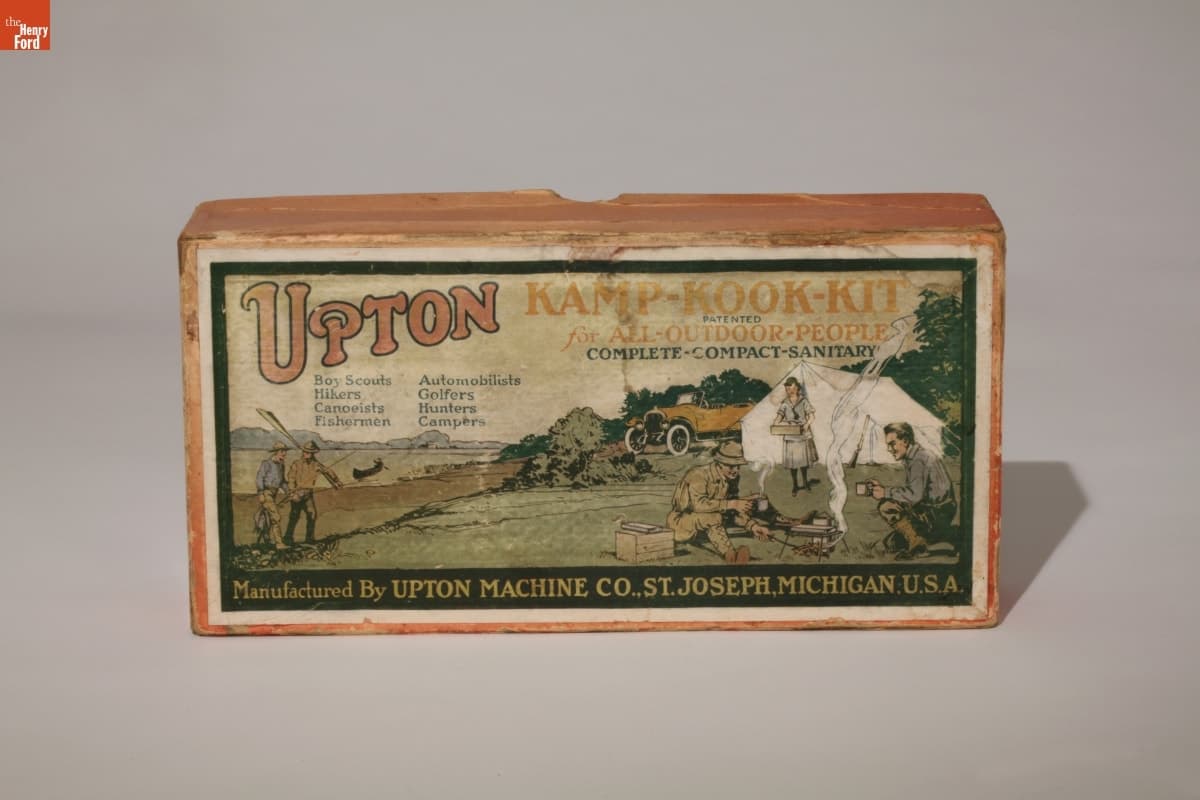 the
Henry
Ford
UPTON
KAMP-KOOK-KIT
PATENTED
for ALL-OUTDOOR-PEOPLE
COMPLETE-COMPACT-SANITARY
Boy Scouts Automobilists
Hikers Golfers
Canoeists Hunters
Fishermen Campers
Manufactured By UPTON MACHINE CO., ST. JOSEPH, MICHIGAN, U.S.A.